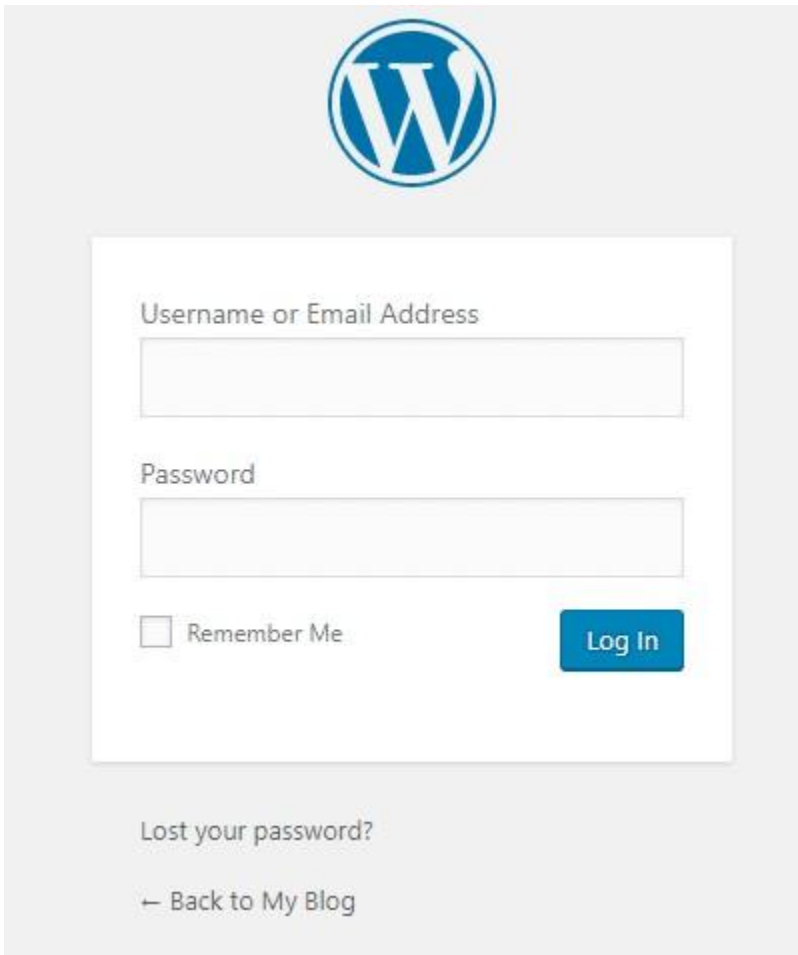 Username or Email Address
Password
Remember Me
Log In
Lost your password?
← Back to My Blog